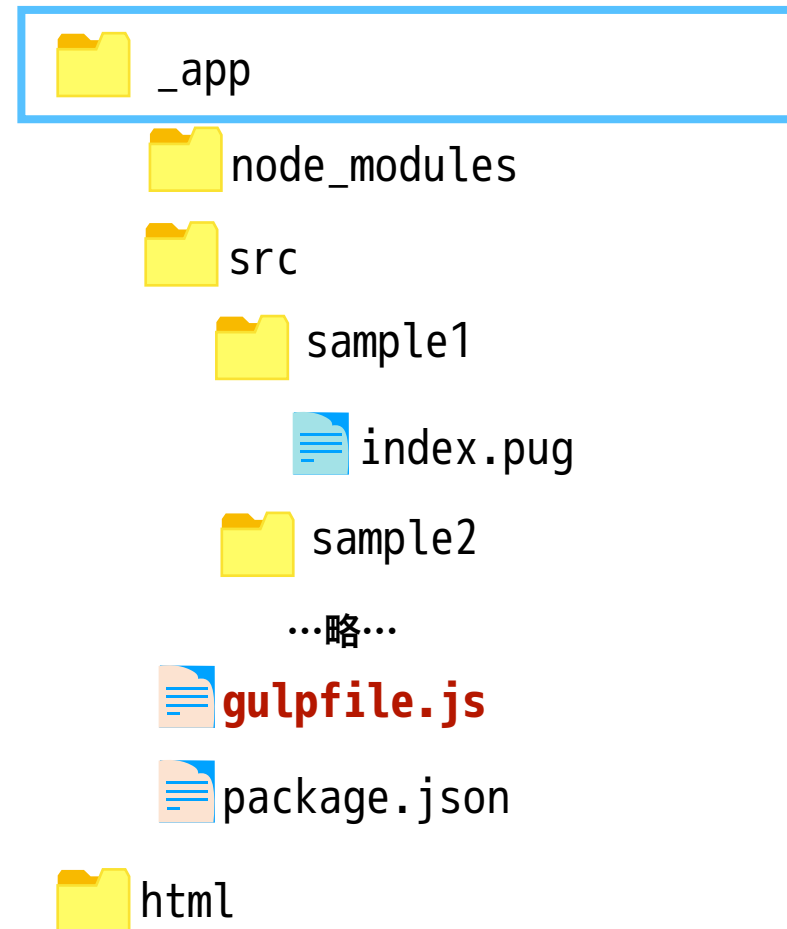 _app
node_modules
src
sample1
index.pug
sample2
…略…
gulpfile.js
package.json
html